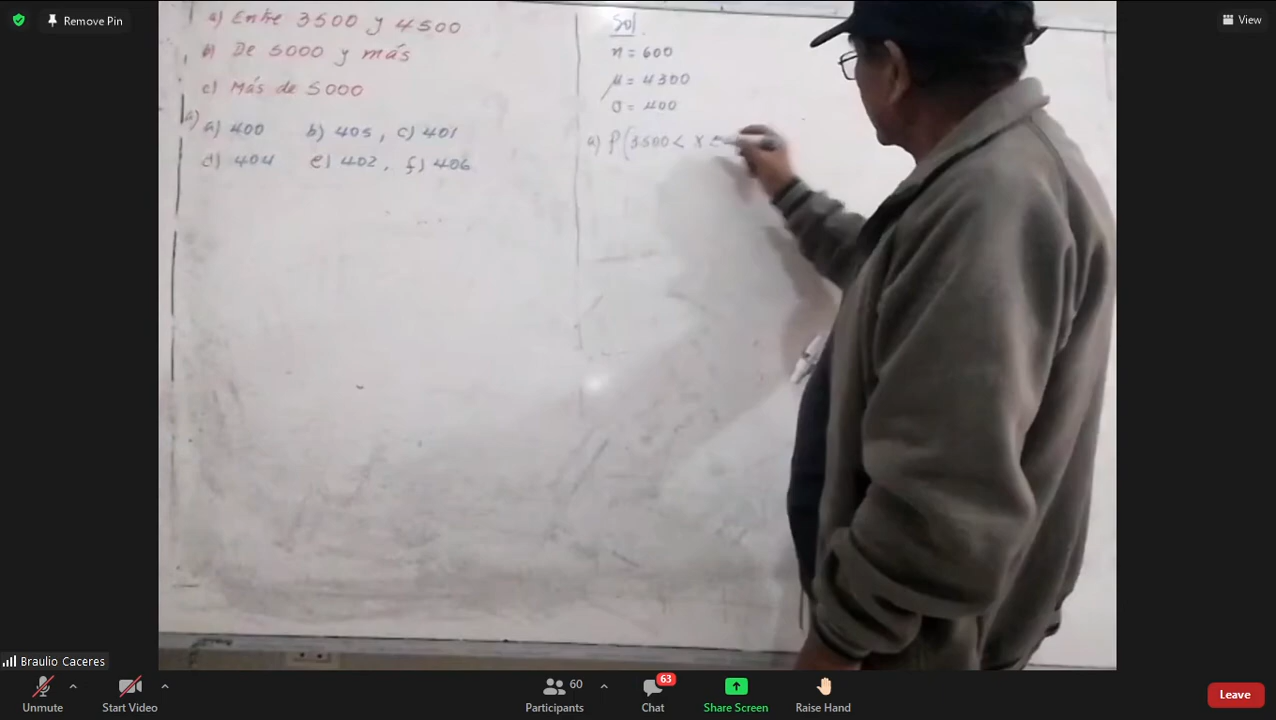 Remove Pin
View
a) Entre 3500 y 4500
b) De 5000 y más
c) Más de 5000
a) a) 400 b) 405, c) 401
d) 404 e) 402, f) 406
Sol.
n = 600
μ = 4300
σ = 400
a) P(3500 < X ≤
Braulio Caceres
Unmute
Start Video
Participants
60
Chat
63
Share Screen
Raise Hand
Leave